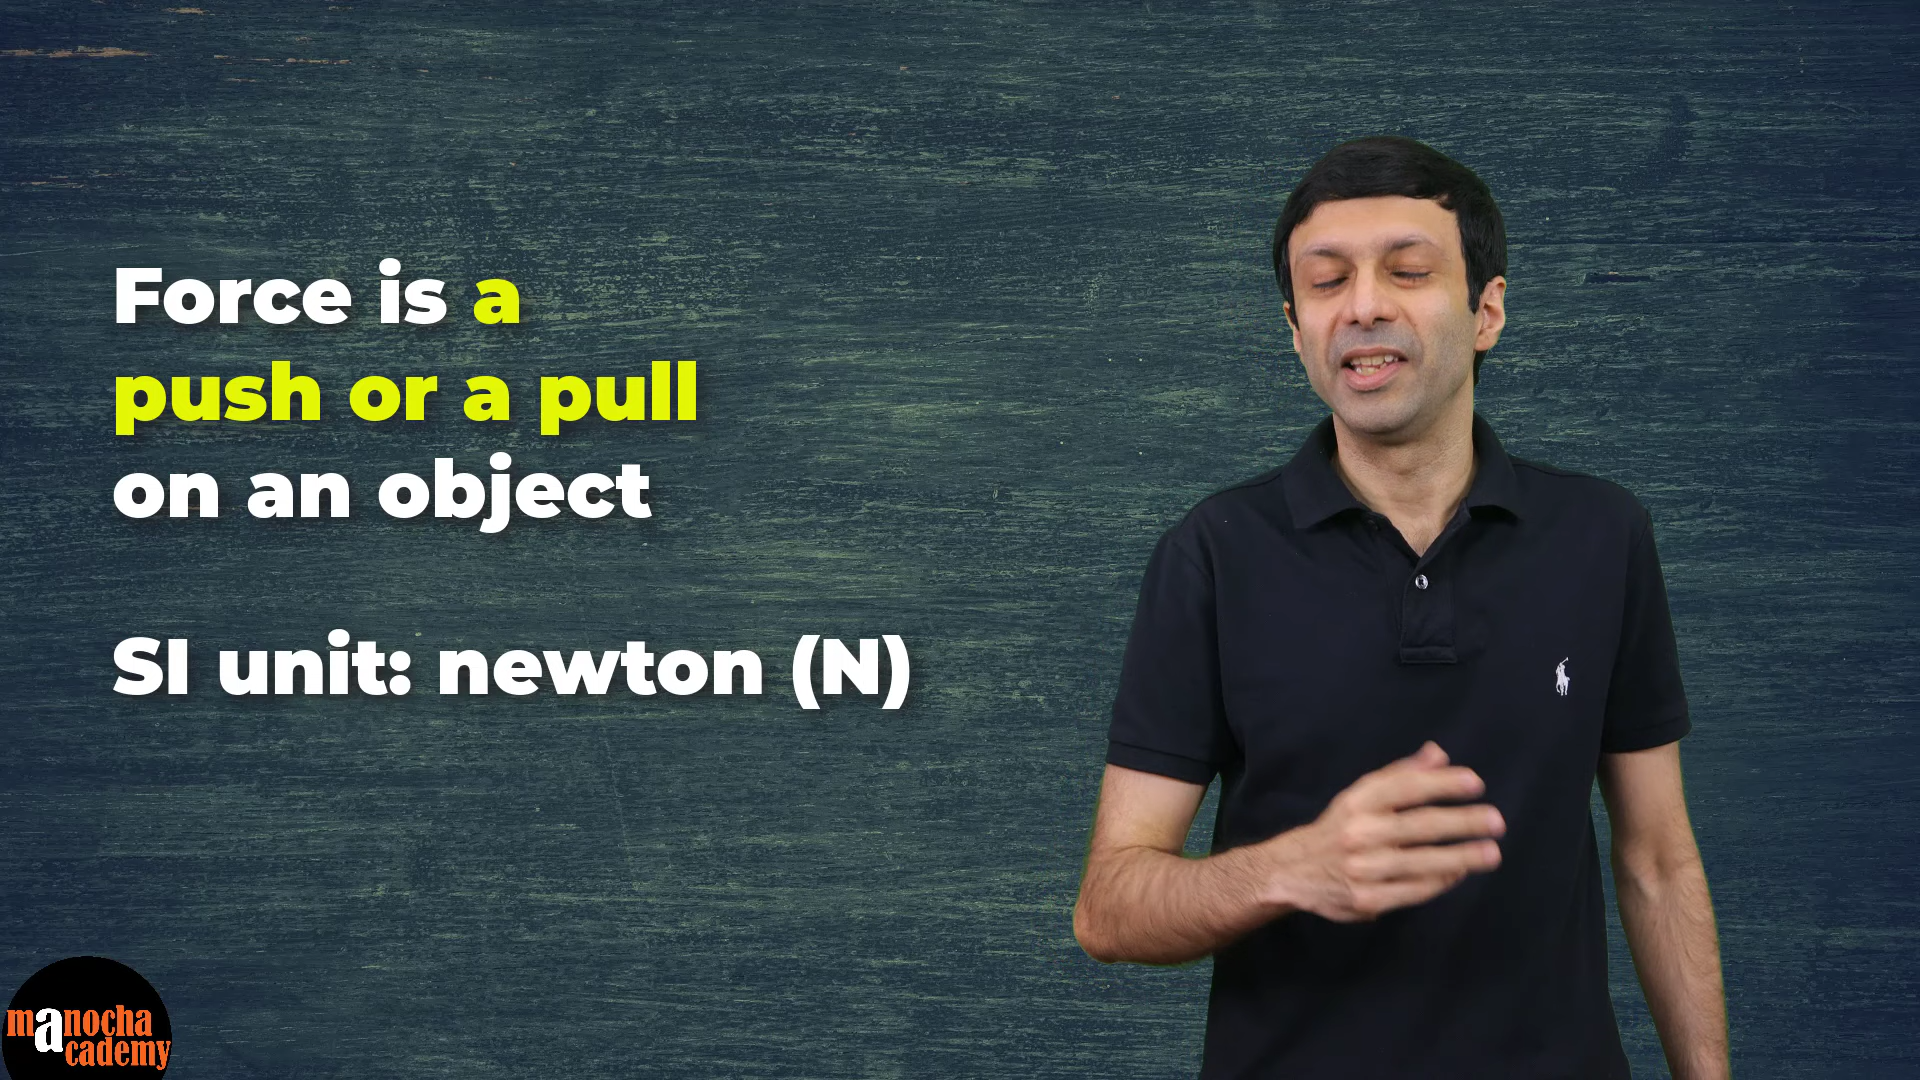 Force is a
push or a pull
on an object
SI unit: newton (N)
manocha
academy